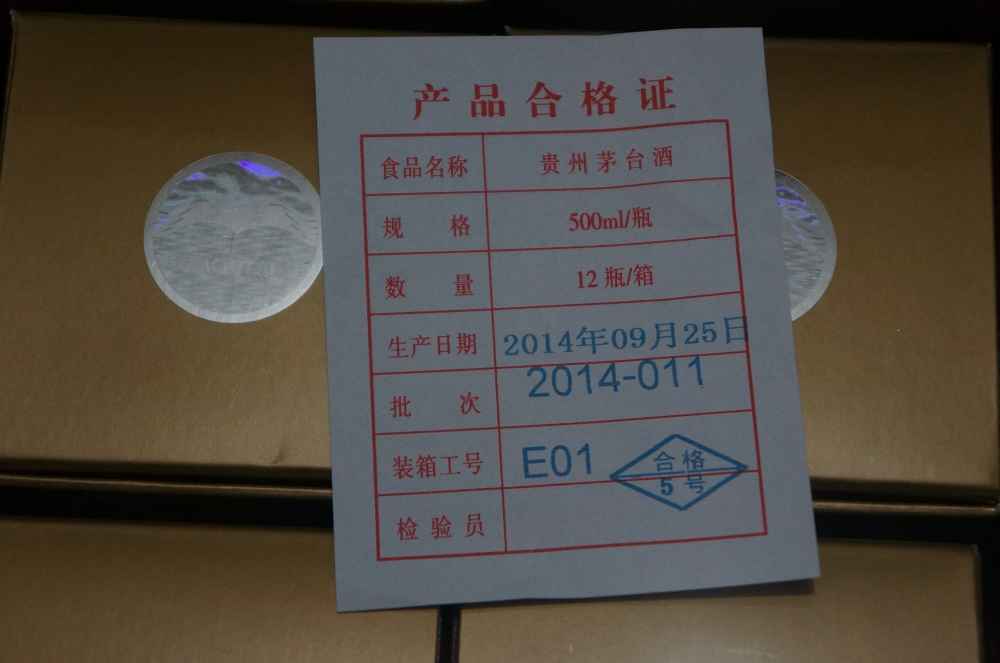 产品合格证
食品名称 贵州茅台酒
规格 500ml/瓶
数量 12瓶/箱
生产日期 2014年09月25日
批次 2014-011
装箱工号 E01
合格
5号
检验员